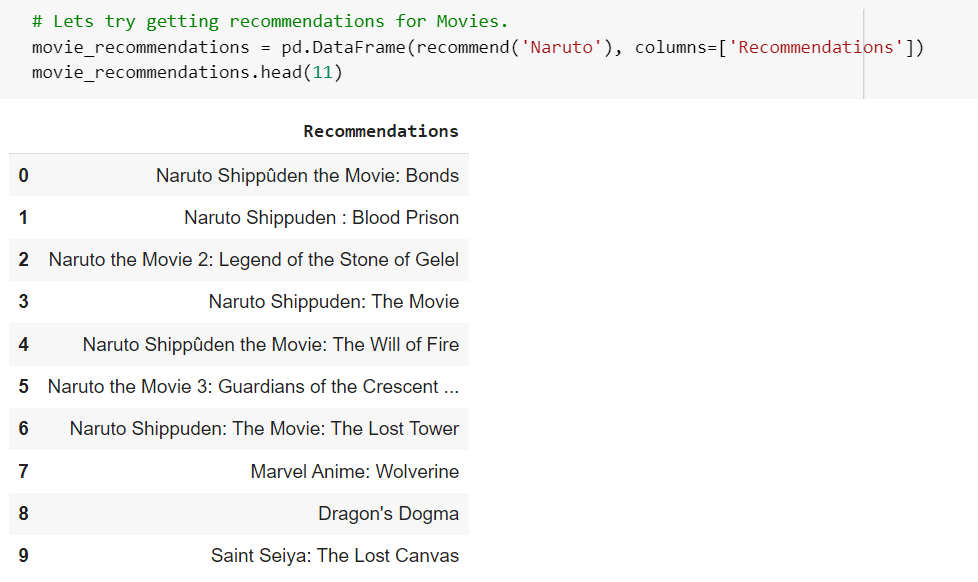 # Lets try getting recommendations for Movies.
movie_recommendations = pd.DataFrame(recommend('Naruto'), columns=['Recommendations'])
movie_recommendations.head(11)
Recommendations
0 Naruto Shippûden the Movie: Bonds
1 Naruto Shippuden : Blood Prison
2 Naruto the Movie 2: Legend of the Stone of Gelel
3 Naruto Shippuden: The Movie
4 Naruto Shippûden the Movie: The Will of Fire
5 Naruto the Movie 3: Guardians of the Crescent ...
6 Naruto Shippuden: The Movie: The Lost Tower
7 Marvel Anime: Wolverine
8 Dragon's Dogma
9 Saint Seiya: The Lost Canvas